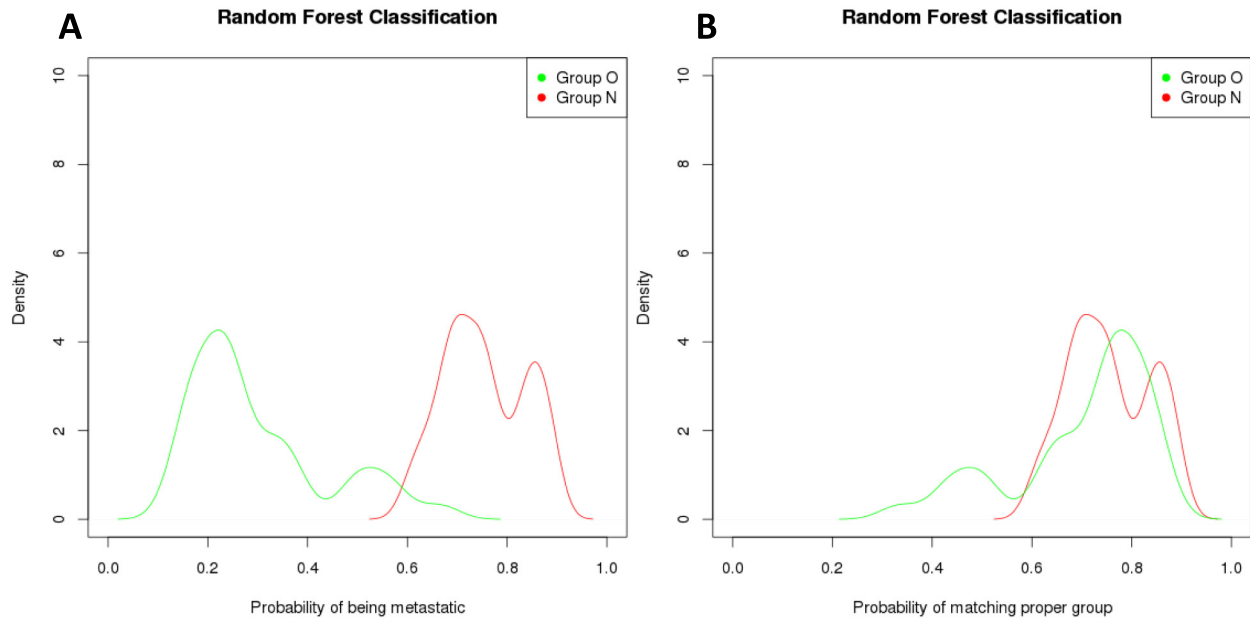 A
Random Forest Classification
Group O
Group N
Density
0
2
4
6
8
10
0.0 0.2 0.4 0.6 0.8 1.0
Probability of being metastatic
B
Random Forest Classification
Group O
Group N
Density
0
2
4
6
8
10
0.0 0.2 0.4 0.6 0.8 1.0
Probability of matching proper group